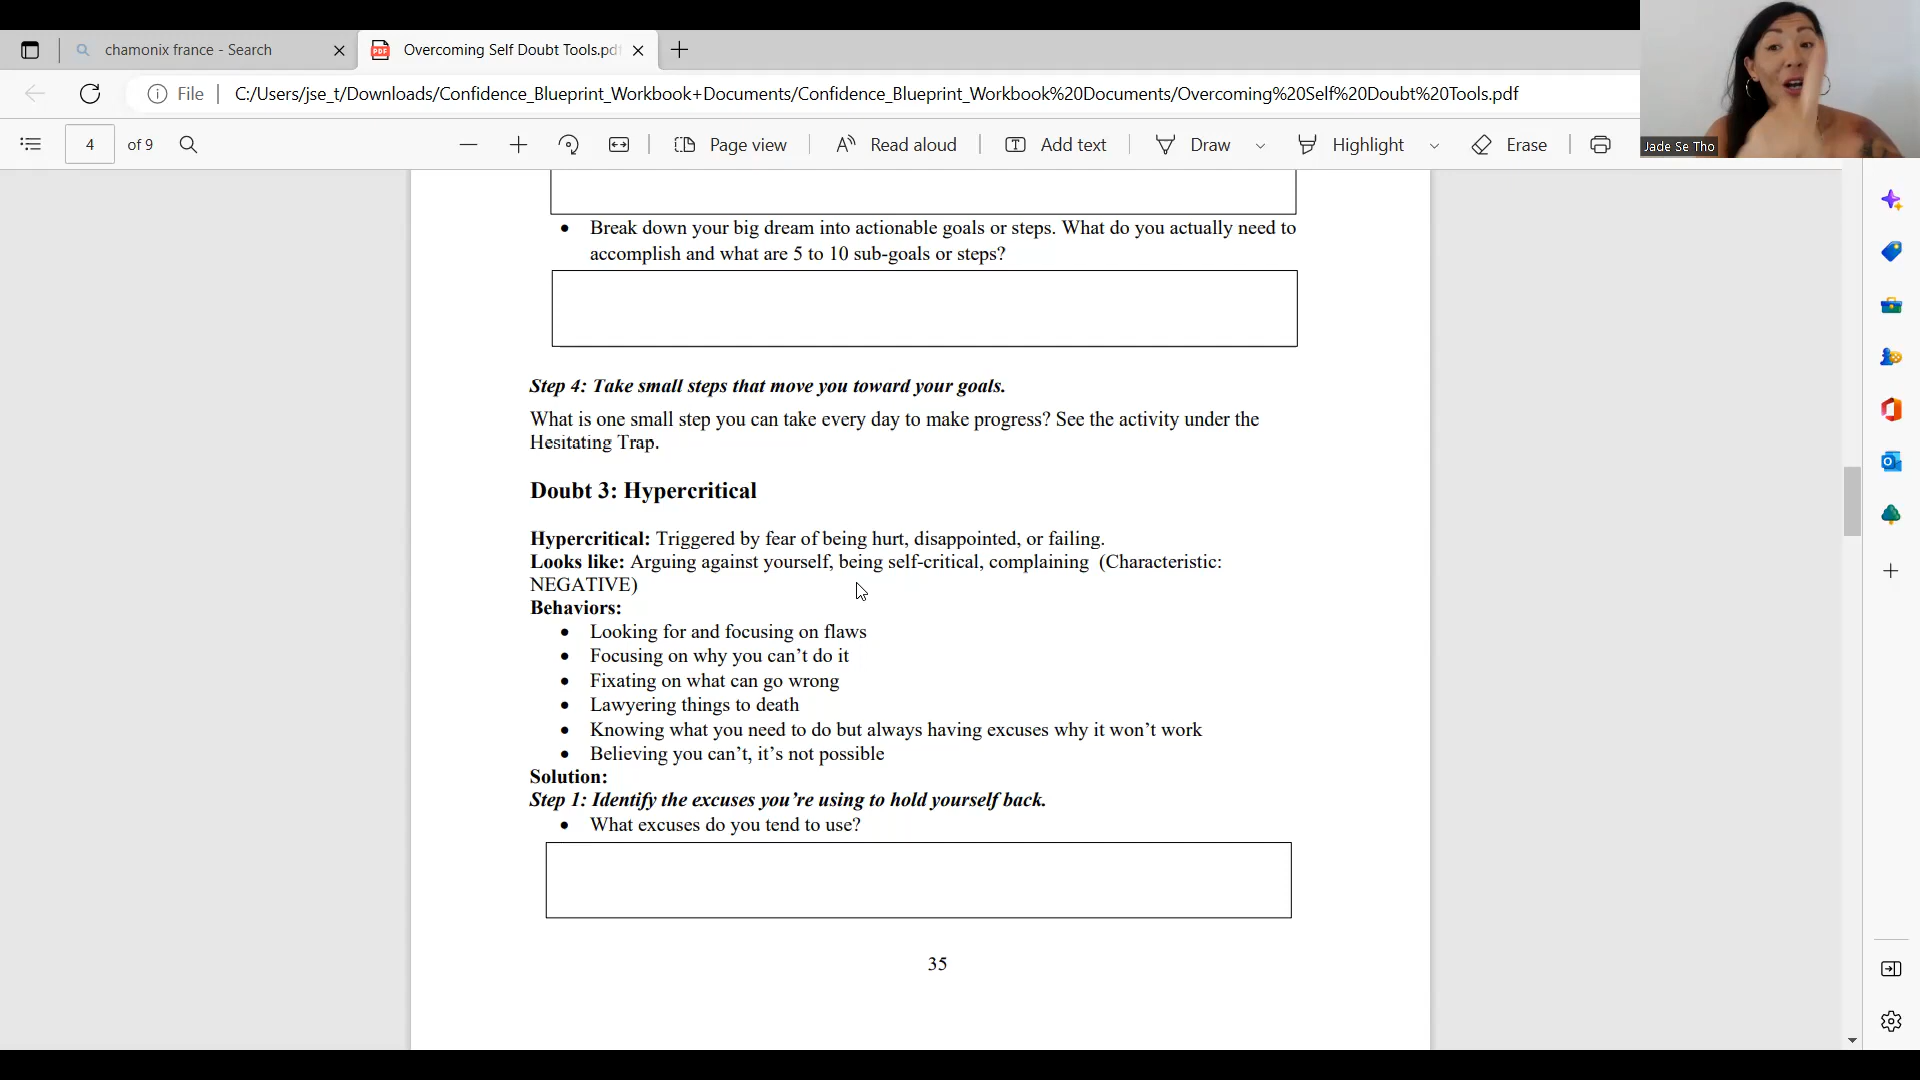 chamonix france - Search
Overcoming Self Doubt Tools.pdf
File
C:/Users/jse_t/Downloads/Confidence_Blueprint_Workbook+Documents/Confidence_Blueprint_Workbook%20Documents/Overcoming%20Self%20Doubt%20Tools.pdf
4 of 9
Page view
Read aloud
Add text
Draw
Highlight
Erase
Jade Se Tho
• Break down your big dream into actionable goals or steps. What do you actually need to
accomplish and what are 5 to 10 sub-goals or steps?
Step 4: Take small steps that move you toward your goals.
What is one small step you can take every day to make progress? See the activity under the
Hesitating Trap.
Doubt 3: Hypercritical
Hypercritical: Triggered by fear of being hurt, disappointed, or failing.
Looks like: Arguing against yourself, being self-critical, complaining (Characteristic:
NEGATIVE)
Behaviors:
• Looking for and focusing on flaws
• Focusing on why you can’t do it
• Fixating on what can go wrong
• Lawyering things to death
• Knowing what you need to do but always having excuses why it won’t work
• Believing you can’t, it’s not possible
Solution:
Step 1: Identify the excuses you’re using to hold yourself back.
• What excuses do you tend to use?
35